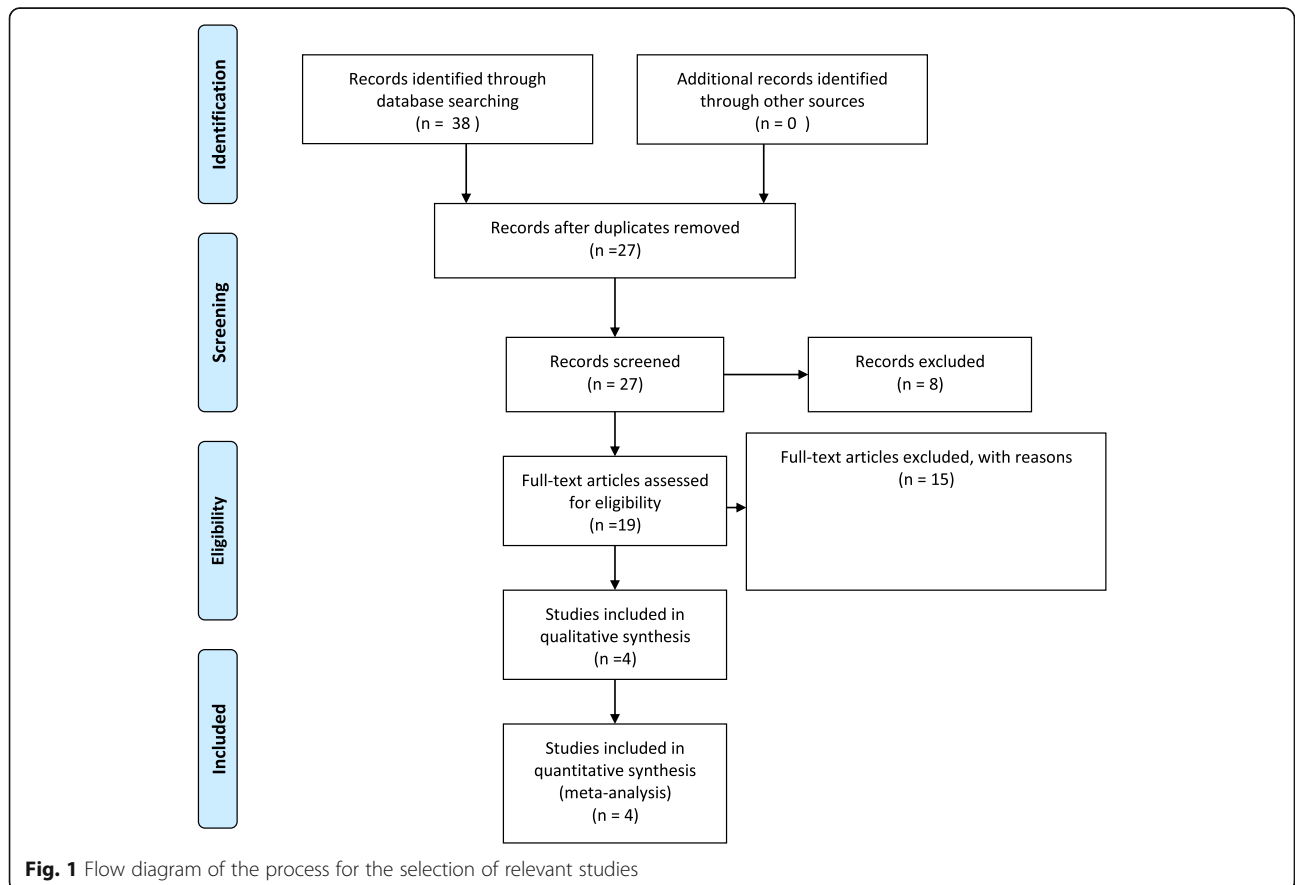 Identification
Records identified through
database searching
(n = 38 )
Additional records identified
through other sources
(n = 0 )
Records after duplicates removed
(n =27)
Screening
Records screened
(n = 27)
Records excluded
(n = 8)
Eligibility
Full-text articles assessed
for eligibility
(n =19)
Full-text articles excluded, with reasons
(n = 15)
Studies included in
qualitative synthesis
(n =4)
Included
Studies included in
quantitative synthesis
(meta-analysis)
(n = 4)
Fig. 1 Flow diagram of the process for the selection of relevant studies